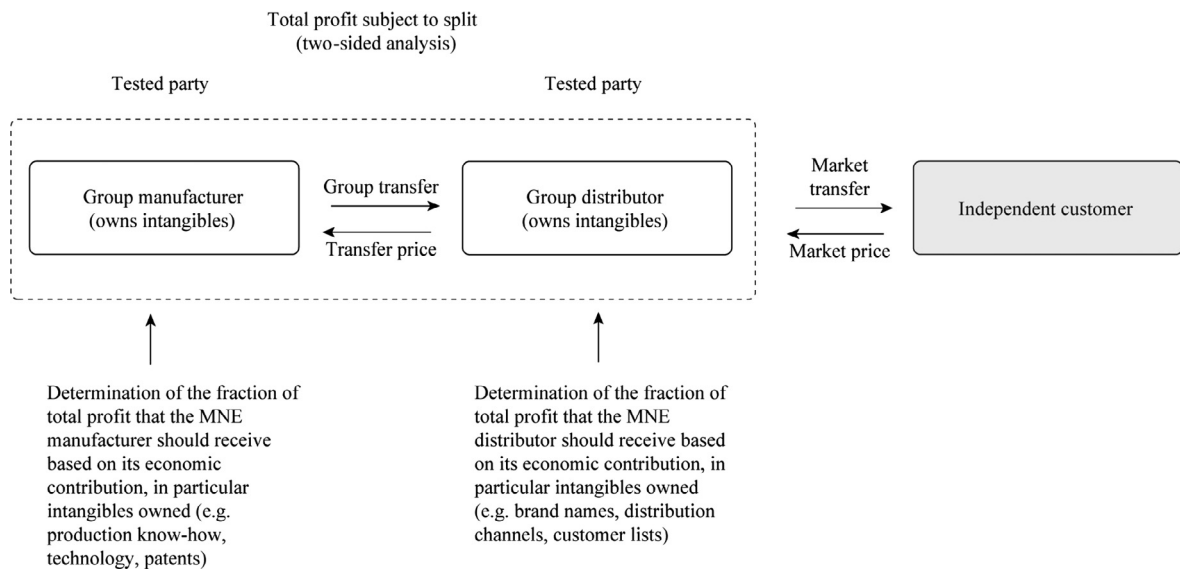 Total profit subject to split
(two-sided analysis)
Tested party
Tested party
Group manufacturer
(owns intangibles)
Group transfer
Transfer price
Group distributor
(owns intangibles)
Market
transfer
Market price
Independent customer
Determination of the fraction of
total profit that the MNE
manufacturer should receive
based on its economic
contribution, in particular
intangibles owned (e.g.
production know-how,
technology, patents)
Determination of the fraction of
total profit that the MNE
distributor should receive based
on its economic contribution, in
particular intangibles owned
(e.g. brand names, distribution
channels, customer lists)